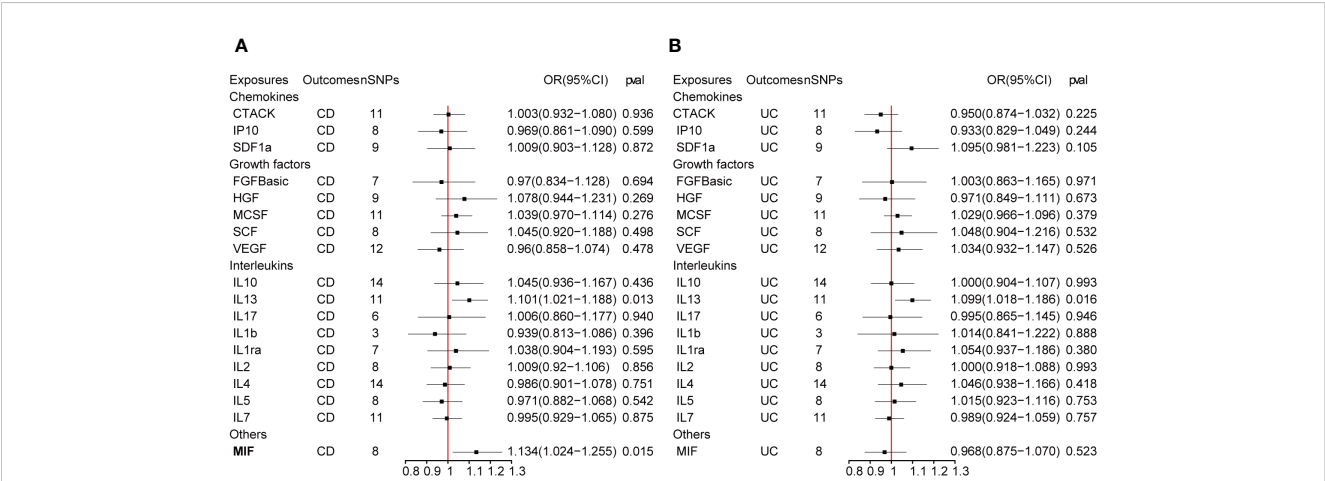 A
Exposures OutcomesnSNPs OR(95%CI) pval
Chemokines
CTACK CD 11 1.003(0.932−1.080) 0.936
IP10 CD 8 0.969(0.861−1.090) 0.599
SDF1a CD 9 1.009(0.903−1.128) 0.872
Growth factors
FGFBasic CD 7 0.97(0.834−1.128) 0.694
HGF CD 9 1.078(0.944−1.231) 0.269
MCSF CD 11 1.039(0.970−1.114) 0.276
SCF CD 8 1.045(0.920−1.188) 0.498
VEGF CD 12 0.96(0.858−1.074) 0.478
Interleukins
IL10 CD 14 1.045(0.936−1.167) 0.436
IL13 CD 11 1.101(1.021−1.188) 0.013
IL17 CD 6 1.006(0.860−1.177) 0.940
IL1b CD 3 0.939(0.813−1.086) 0.396
IL1ra CD 7 1.038(0.904−1.193) 0.595
IL2 CD 8 1.009(0.92−1.106) 0.856
IL4 CD 14 0.986(0.901−1.078) 0.751
IL5 CD 8 0.971(0.882−1.068) 0.542
IL7 CD 11 0.995(0.929−1.065) 0.875
Others
MIF CD 8 1.134(1.024−1.255) 0.015
0.8 0.9 1 1.1 1.2 1.3
B
Exposures OutcomesnSNPs OR(95%CI) pval
Chemokines
CTACK UC 11 0.950(0.874−1.032) 0.225
IP10 UC 8 0.933(0.829−1.049) 0.244
SDF1a UC 9 1.095(0.981−1.223) 0.105
Growth factors
FGFBasic UC 7 1.003(0.863−1.165) 0.971
HGF UC 9 0.971(0.849−1.111) 0.673
MCSF UC 11 1.029(0.966−1.096) 0.379
SCF UC 8 1.048(0.904−1.216) 0.532
VEGF UC 12 1.034(0.932−1.147) 0.526
Interleukins
IL10 UC 14 1.000(0.904−1.107) 0.993
IL13 UC 11 1.099(1.018−1.186) 0.016
IL17 UC 6 0.995(0.865−1.145) 0.946
IL1b UC 3 1.014(0.841−1.222) 0.888
IL1ra UC 7 1.054(0.937−1.186) 0.380
IL2 UC 8 1.000(0.918−1.088) 0.993
IL4 UC 14 1.046(0.938−1.166) 0.418
IL5 UC 8 1.015(0.923−1.116) 0.753
IL7 UC 11 0.989(0.924−1.059) 0.757
Others
MIF UC 8 0.968(0.875−1.070) 0.523
0.8 0.9 1 1.1 1.2 1.3